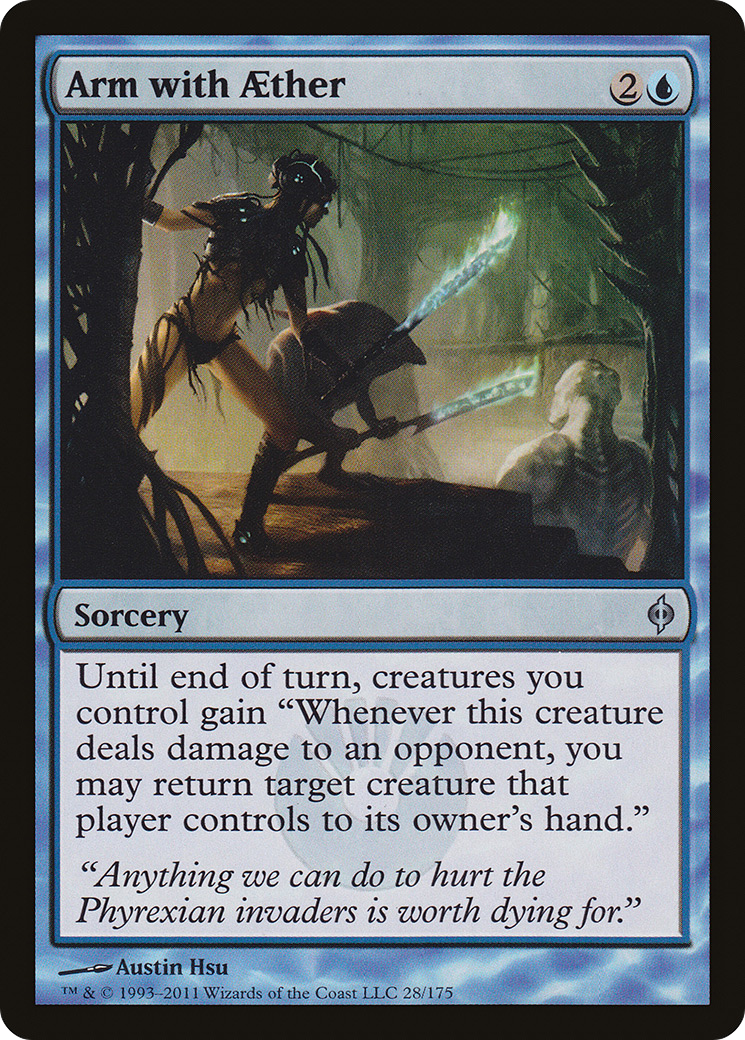 Arm with Æther
2
Sorcery
Until end of turn, creatures you
control gain “Whenever this creature
deals damage to an opponent, you
may return target creature that
player controls to its owner’s hand.”
“Anything we can do to hurt the
Phyrexian invaders is worth dying for.”
Austin Hsu
™ & © 1993–2011 Wizards of the Coast LLC 28/175